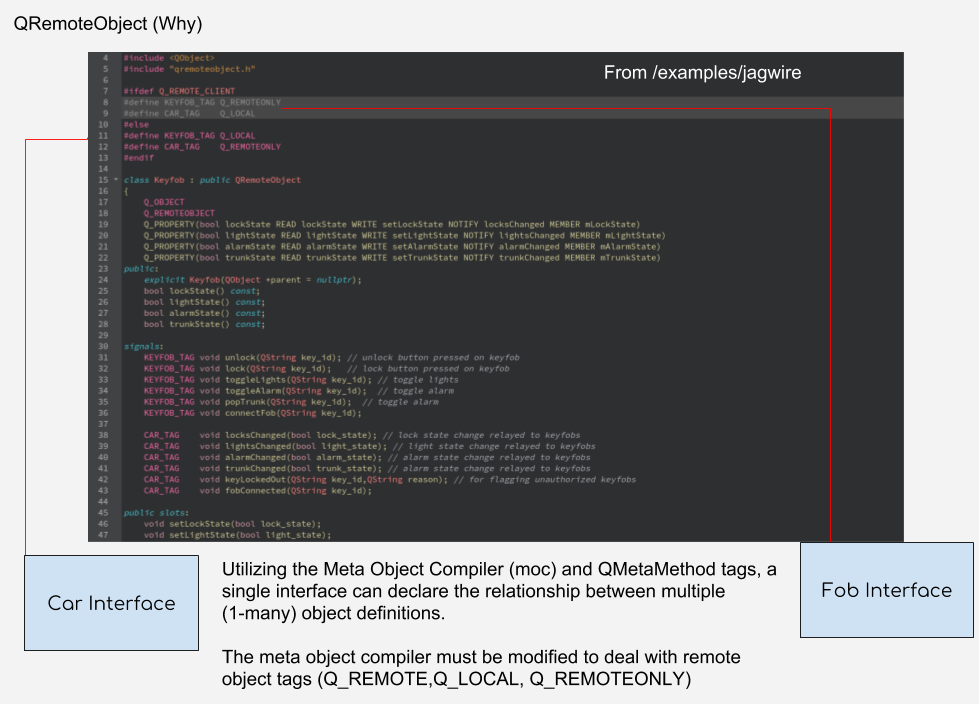 QRemoteObject (Why)
From /examples/jagwire
4 #include <QObject>
5 #include "qremoteobject.h"
6
7 #ifdef Q_REMOTE_CLIENT
8 #define KEYFOB_TAG Q_REMOTEONLY
9 #define CAR_TAG Q_LOCAL
10 #else
11 #define KEYFOB_TAG Q_LOCAL
12 #define CAR_TAG Q_REMOTEONLY
13 #endif
14
15 class Keyfob : public QRemoteObject
16 {
17 Q_OBJECT
18 Q_REMOTEOBJECT
19 Q_PROPERTY(bool lockState READ lockState WRITE setLockState NOTIFY locksChanged MEMBER mLockState)
20 Q_PROPERTY(bool lightState READ lightState WRITE setLightState NOTIFY lightsChanged MEMBER mLightState)
21 Q_PROPERTY(bool alarmState READ alarmState WRITE setAlarmState NOTIFY alarmChanged MEMBER mAlarmState)
22 Q_PROPERTY(bool trunkState READ trunkState WRITE setTrunkState NOTIFY trunkChanged MEMBER mTrunkState)
23 public:
24 explicit Keyfob(QObject *parent = nullptr);
25 bool lockState() const;
26 bool lightState() const;
27 bool alarmState() const;
28 bool trunkState() const;
29
30 signals:
31 KEYFOB_TAG void unlock(QString key_id); // unlock button pressed on keyfob
32 KEYFOB_TAG void lock(QString key_id); // lock button pressed on keyfob
33 KEYFOB_TAG void toggleLights(QString key_id); // toggle lights
34 KEYFOB_TAG void toggleAlarm(QString key_id); // toggle alarm
35 KEYFOB_TAG void popTrunk(QString key_id); // toggle alarm
36 KEYFOB_TAG void connectFob(QString key_id);
37
38 CAR_TAG void locksChanged(bool lock_state); // lock state change relayed to keyfobs
39 CAR_TAG void lightsChanged(bool light_state); // light state change relayed to keyfobs
40 CAR_TAG void alarmChanged(bool alarm_state); // alarm state change relayed to keyfobs
41 CAR_TAG void trunkChanged(bool trunk_state); // alarm state change relayed to keyfobs
42 CAR_TAG void keyLockedOut(QString key_id,QString reason); // for flagging unauthorized keyfobs
43 CAR_TAG void fobConnected(QString key_id);
44
45 public slots:
46 void setLockState(bool lock_state);
47 void setLightState(bool light_state);
Car Interface
Utilizing the Meta Object Compiler (moc) and QMetaMethod tags, a
single interface can declare the relationship between multiple
(1-many) object definitions.
The meta object compiler must be modified to deal with remote
object tags (Q_REMOTE,Q_LOCAL, Q_REMOTEONLY)
Fob Interface